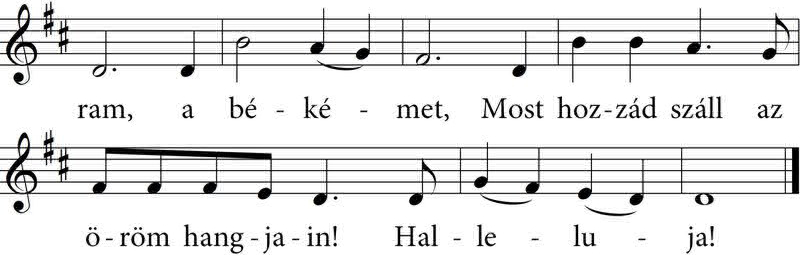 ram, a bé - ké - met, Most hoz-zád száll az
ö - röm hang - ja - in! Hal - le - lu - ja!